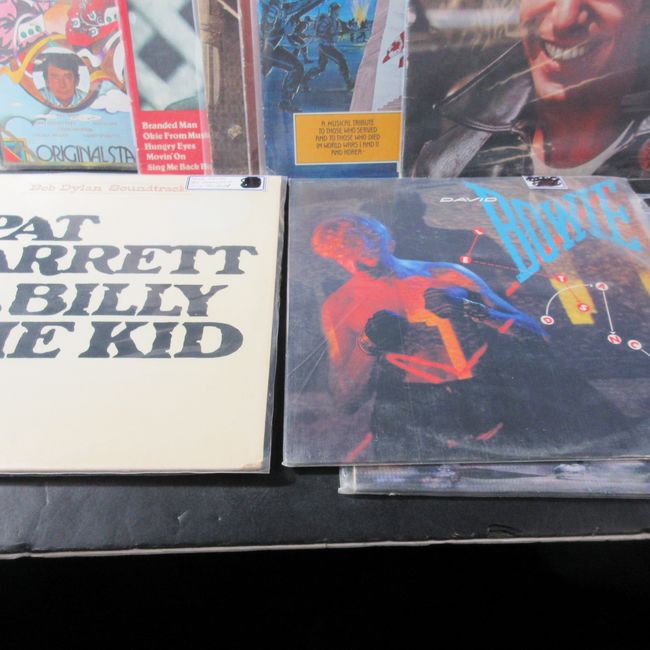 ORIGINAL STA
Branded Man
Okie From Mus
Hungry Eyes
Movin' On
Sing Me Back H
A MUSICAL TRIBUTE
TO THOSE WHO SERVED
AND TO THOSE WHO DIED
IN WORLD WARS I AND II
AND KOREA
Bob Dylan Soundtrack
PAT
ARRETT
BILLY
HE KID
DAVID
BOWIE
L E T S
D A N C